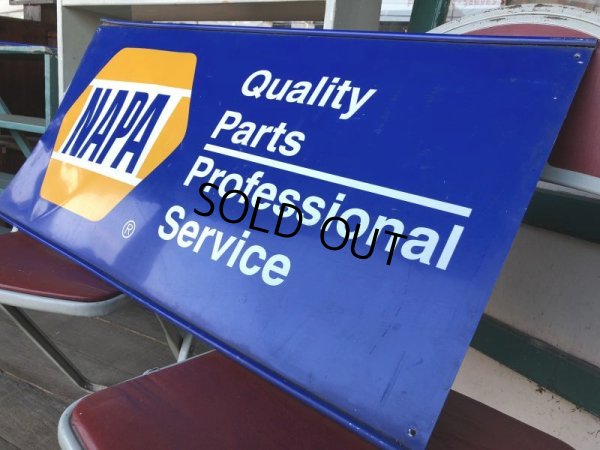 NAPA
®
Quality
Parts
Professional
Service
SOLD OUT